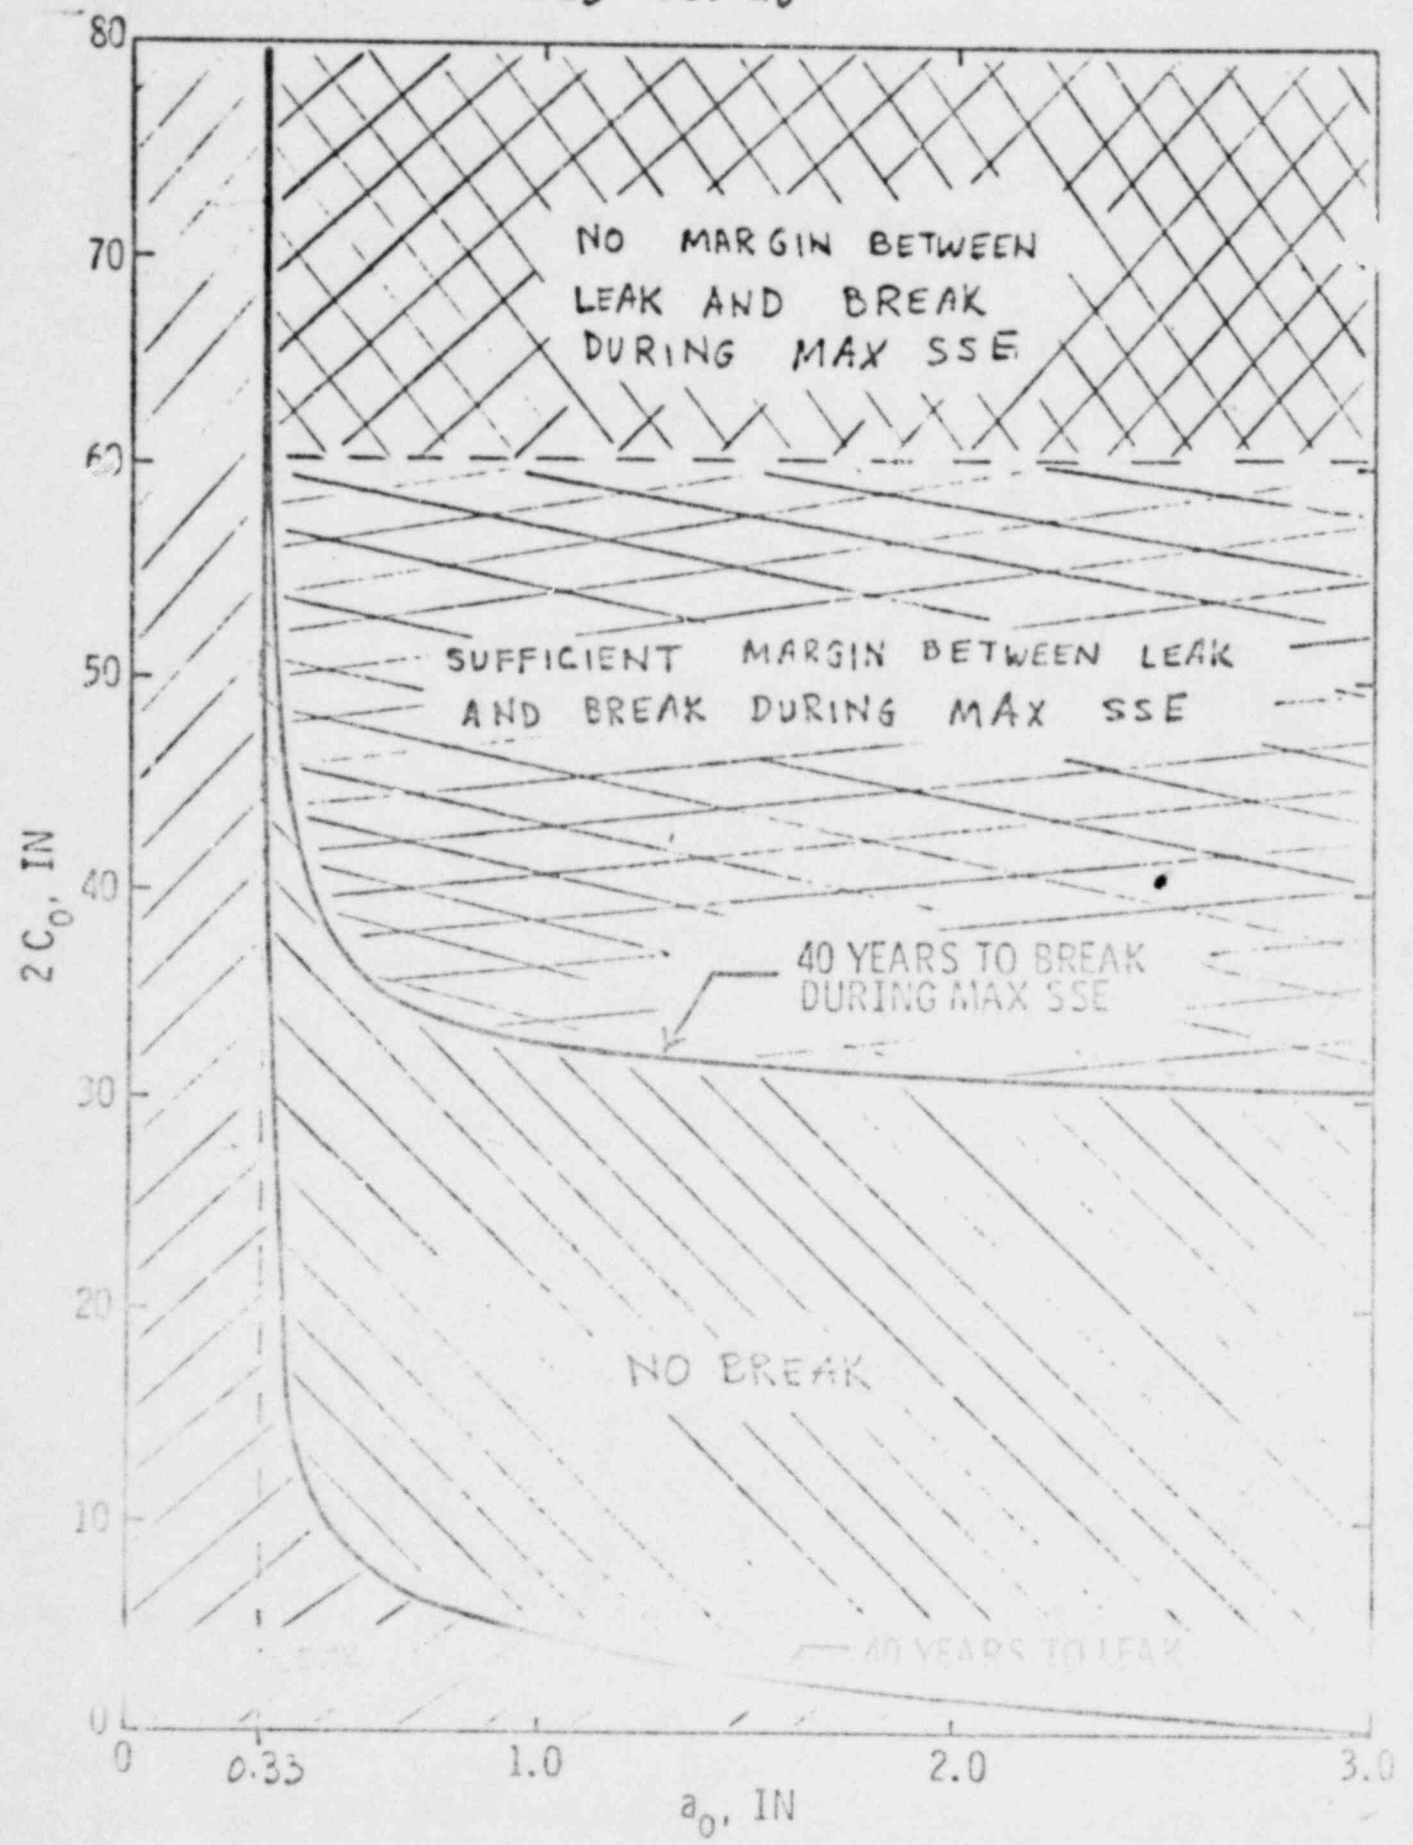 80
70
60
50
40
30
20
10
0
2 C0, IN
NO MARGIN BETWEEN
LEAK AND BREAK
DURING MAX SSE
SUFFICIENT MARGIN BETWEEN LEAK
AND BREAK DURING MAX SSE
40 YEARS TO BREAK
DURING MAX SSE
NO BREAK
40 YEARS TO LEAK
0 0.33 1.0 2.0 3.0
a0, IN